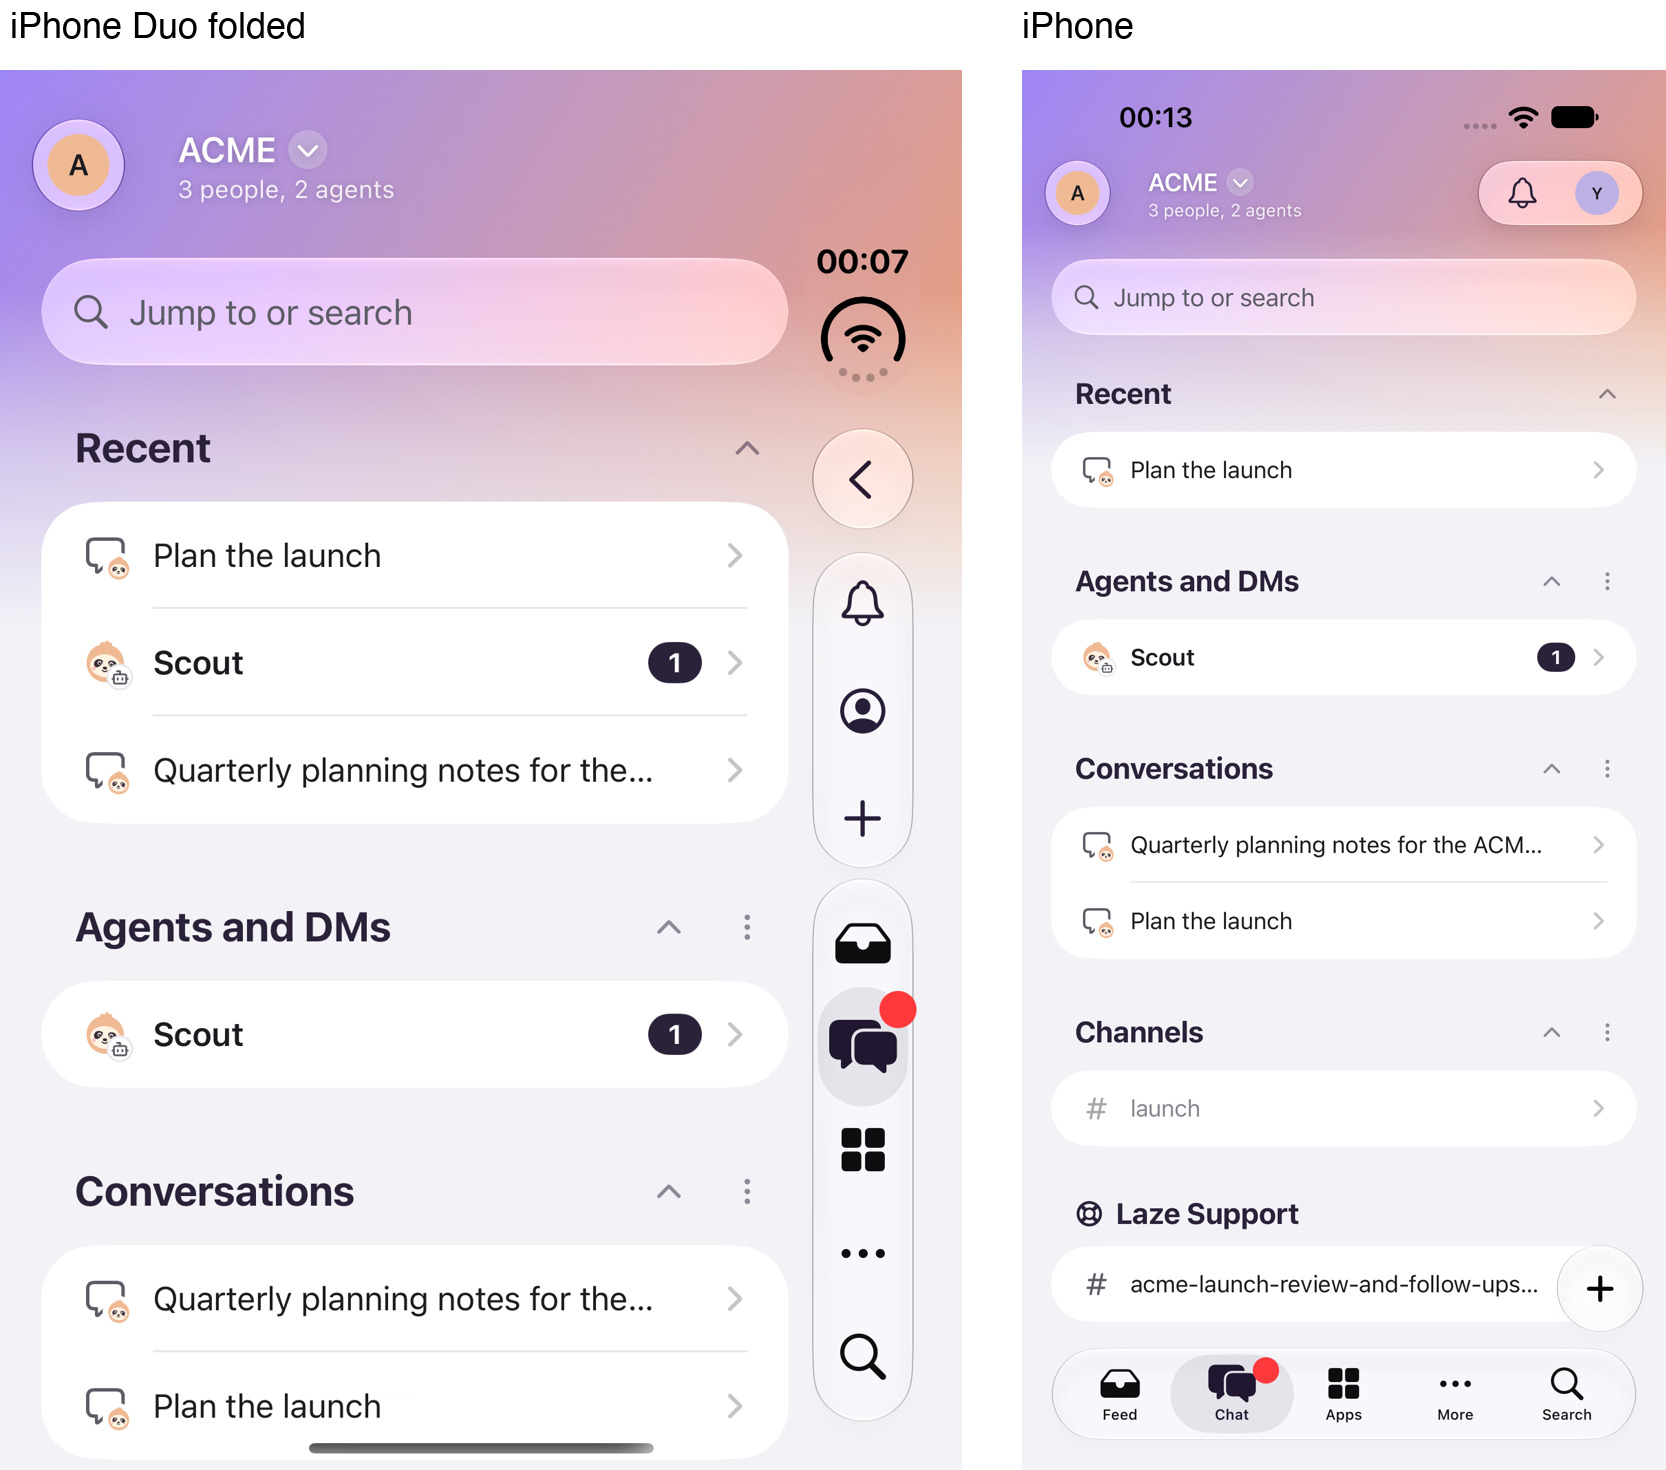 iPhone Duo folded
A
ACME
3 people, 2 agents
00:07
Jump to or search
Recent
Plan the launch
Scout
1
Quarterly planning notes for the...
Agents and DMs
Scout
1
Conversations
Quarterly planning notes for the...
Plan the launch
iPhone
00:13
A
ACME
3 people, 2 agents
Y
Jump to or search
Recent
Plan the launch
Agents and DMs
Scout
1
Conversations
Quarterly planning notes for the ACM...
Plan the launch
Channels
# launch
Laze Support
# acme-launch-review-and-follow-ups...
Feed
Chat
Apps
More
Search